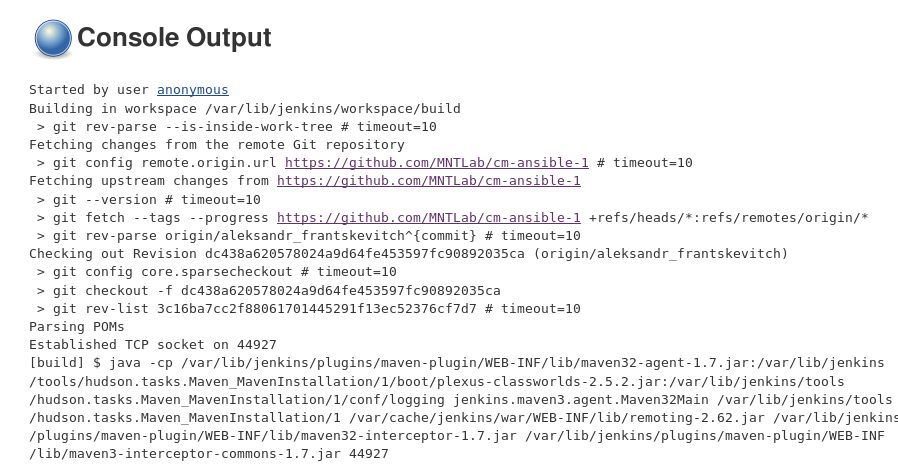 Console Output
Started by user anonymous
Building in workspace /var/lib/jenkins/workspace/build
 > git rev-parse --is-inside-work-tree # timeout=10
Fetching changes from the remote Git repository
 > git config remote.origin.url https://github.com/MNTLab/cm-ansible-1 # timeout=10
Fetching upstream changes from https://github.com/MNTLab/cm-ansible-1
 > git --version # timeout=10
 > git fetch --tags --progress https://github.com/MNTLab/cm-ansible-1 +refs/heads/*:refs/remotes/origin/*
 > git rev-parse origin/aleksandr_frantskevitch^{commit} # timeout=10
Checking out Revision dc438a620578024a9d64fe453597fc90892035ca (origin/aleksandr_frantskevitch)
 > git config core.sparsecheckout # timeout=10
 > git checkout -f dc438a620578024a9d64fe453597fc90892035ca
 > git rev-list 3c16ba7cc2f88061701445291f13ec52376cf7d7 # timeout=10
Parsing POMs
Established TCP socket on 44927
[build] $ java -cp /var/lib/jenkins/plugins/maven-plugin/WEB-INF/lib/maven32-agent-1.7.jar:/var/lib/jenkins
/tools/hudson.tasks.Maven_MavenInstallation/1/boot/plexus-classworlds-2.5.2.jar:/var/lib/jenkins/tools
/hudson.tasks.Maven_MavenInstallation/1/conf/logging jenkins.maven3.agent.Maven32Main /var/lib/jenkins/tools
/hudson.tasks.Maven_MavenInstallation/1 /var/cache/jenkins/war/WEB-INF/lib/remoting-2.62.jar /var/lib/jenkins
/plugins/maven-plugin/WEB-INF/lib/maven32-interceptor-1.7.jar /var/lib/jenkins/plugins/maven-plugin/WEB-INF
/lib/maven3-interceptor-commons-1.7.jar 44927